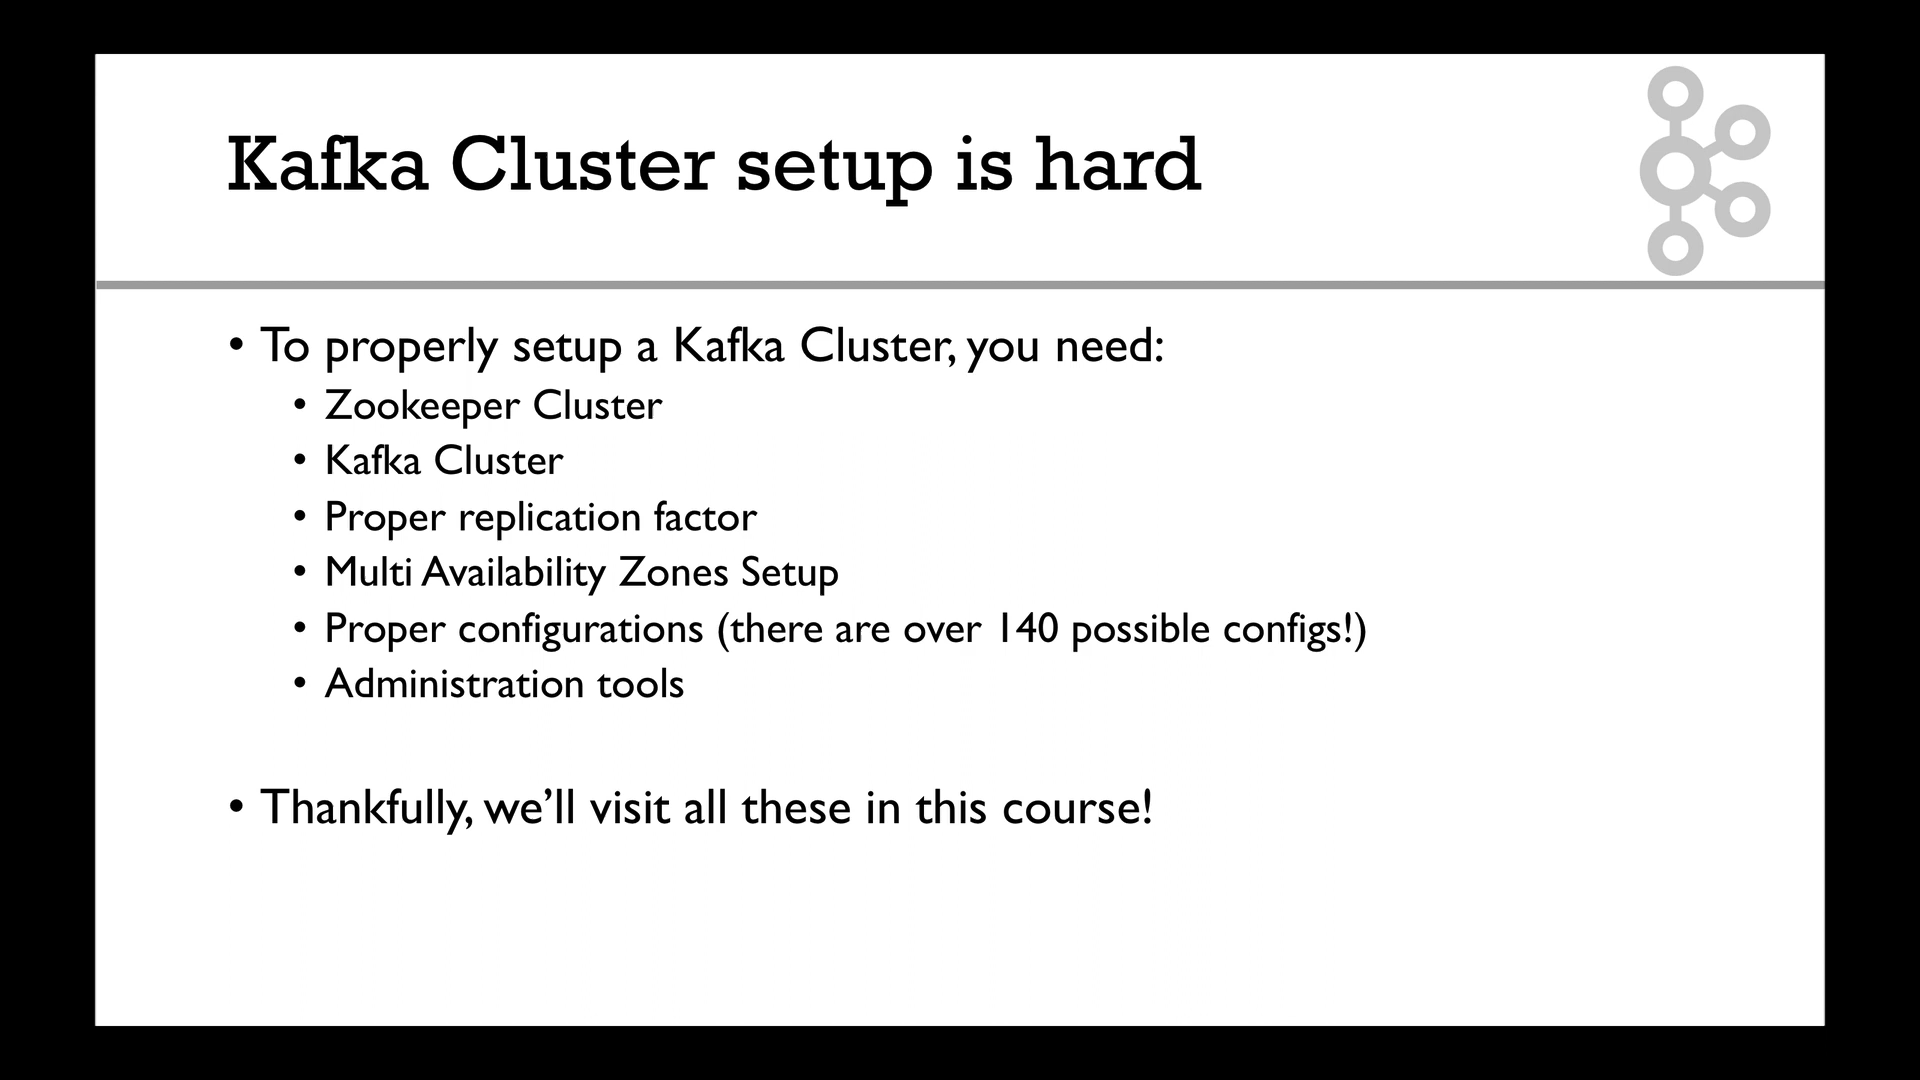 Kafka Cluster setup is hard
• To properly setup a Kafka Cluster, you need:
• Zookeeper Cluster
• Kafka Cluster
• Proper replication factor
• Multi Availability Zones Setup
• Proper configurations (there are over 140 possible configs!)
• Administration tools
• Thankfully, we’ll visit all these in this course!